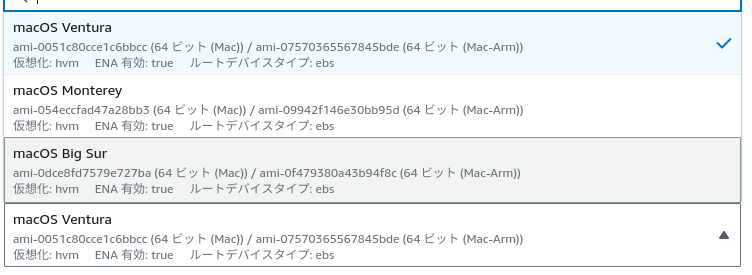 macOS Ventura
ami-0051c80cce1c6bbcc (64 ビット (Mac)) / ami-07570365567845bde (64 ビット (Mac-Arm))
仮想化: hvm ENA 有効: true ルートデバイスタイプ: ebs
macOS Monterey
ami-054eccfad47a28bb3 (64 ビット (Mac)) / ami-09942f146e30bb95d (64 ビット (Mac-Arm))
仮想化: hvm ENA 有効: true ルートデバイスタイプ: ebs
macOS Big Sur
ami-0dce8fd7579e727ba (64 ビット (Mac)) / ami-0f479380a43b94f8c (64 ビット (Mac-Arm))
仮想化: hvm ENA 有効: true ルートデバイスタイプ: ebs
macOS Ventura
ami-0051c80cce1c6bbcc (64 ビット (Mac)) / ami-07570365567845bde (64 ビット (Mac-Arm))
仮想化: hvm ENA 有効: true ルートデバイスタイプ: ebs